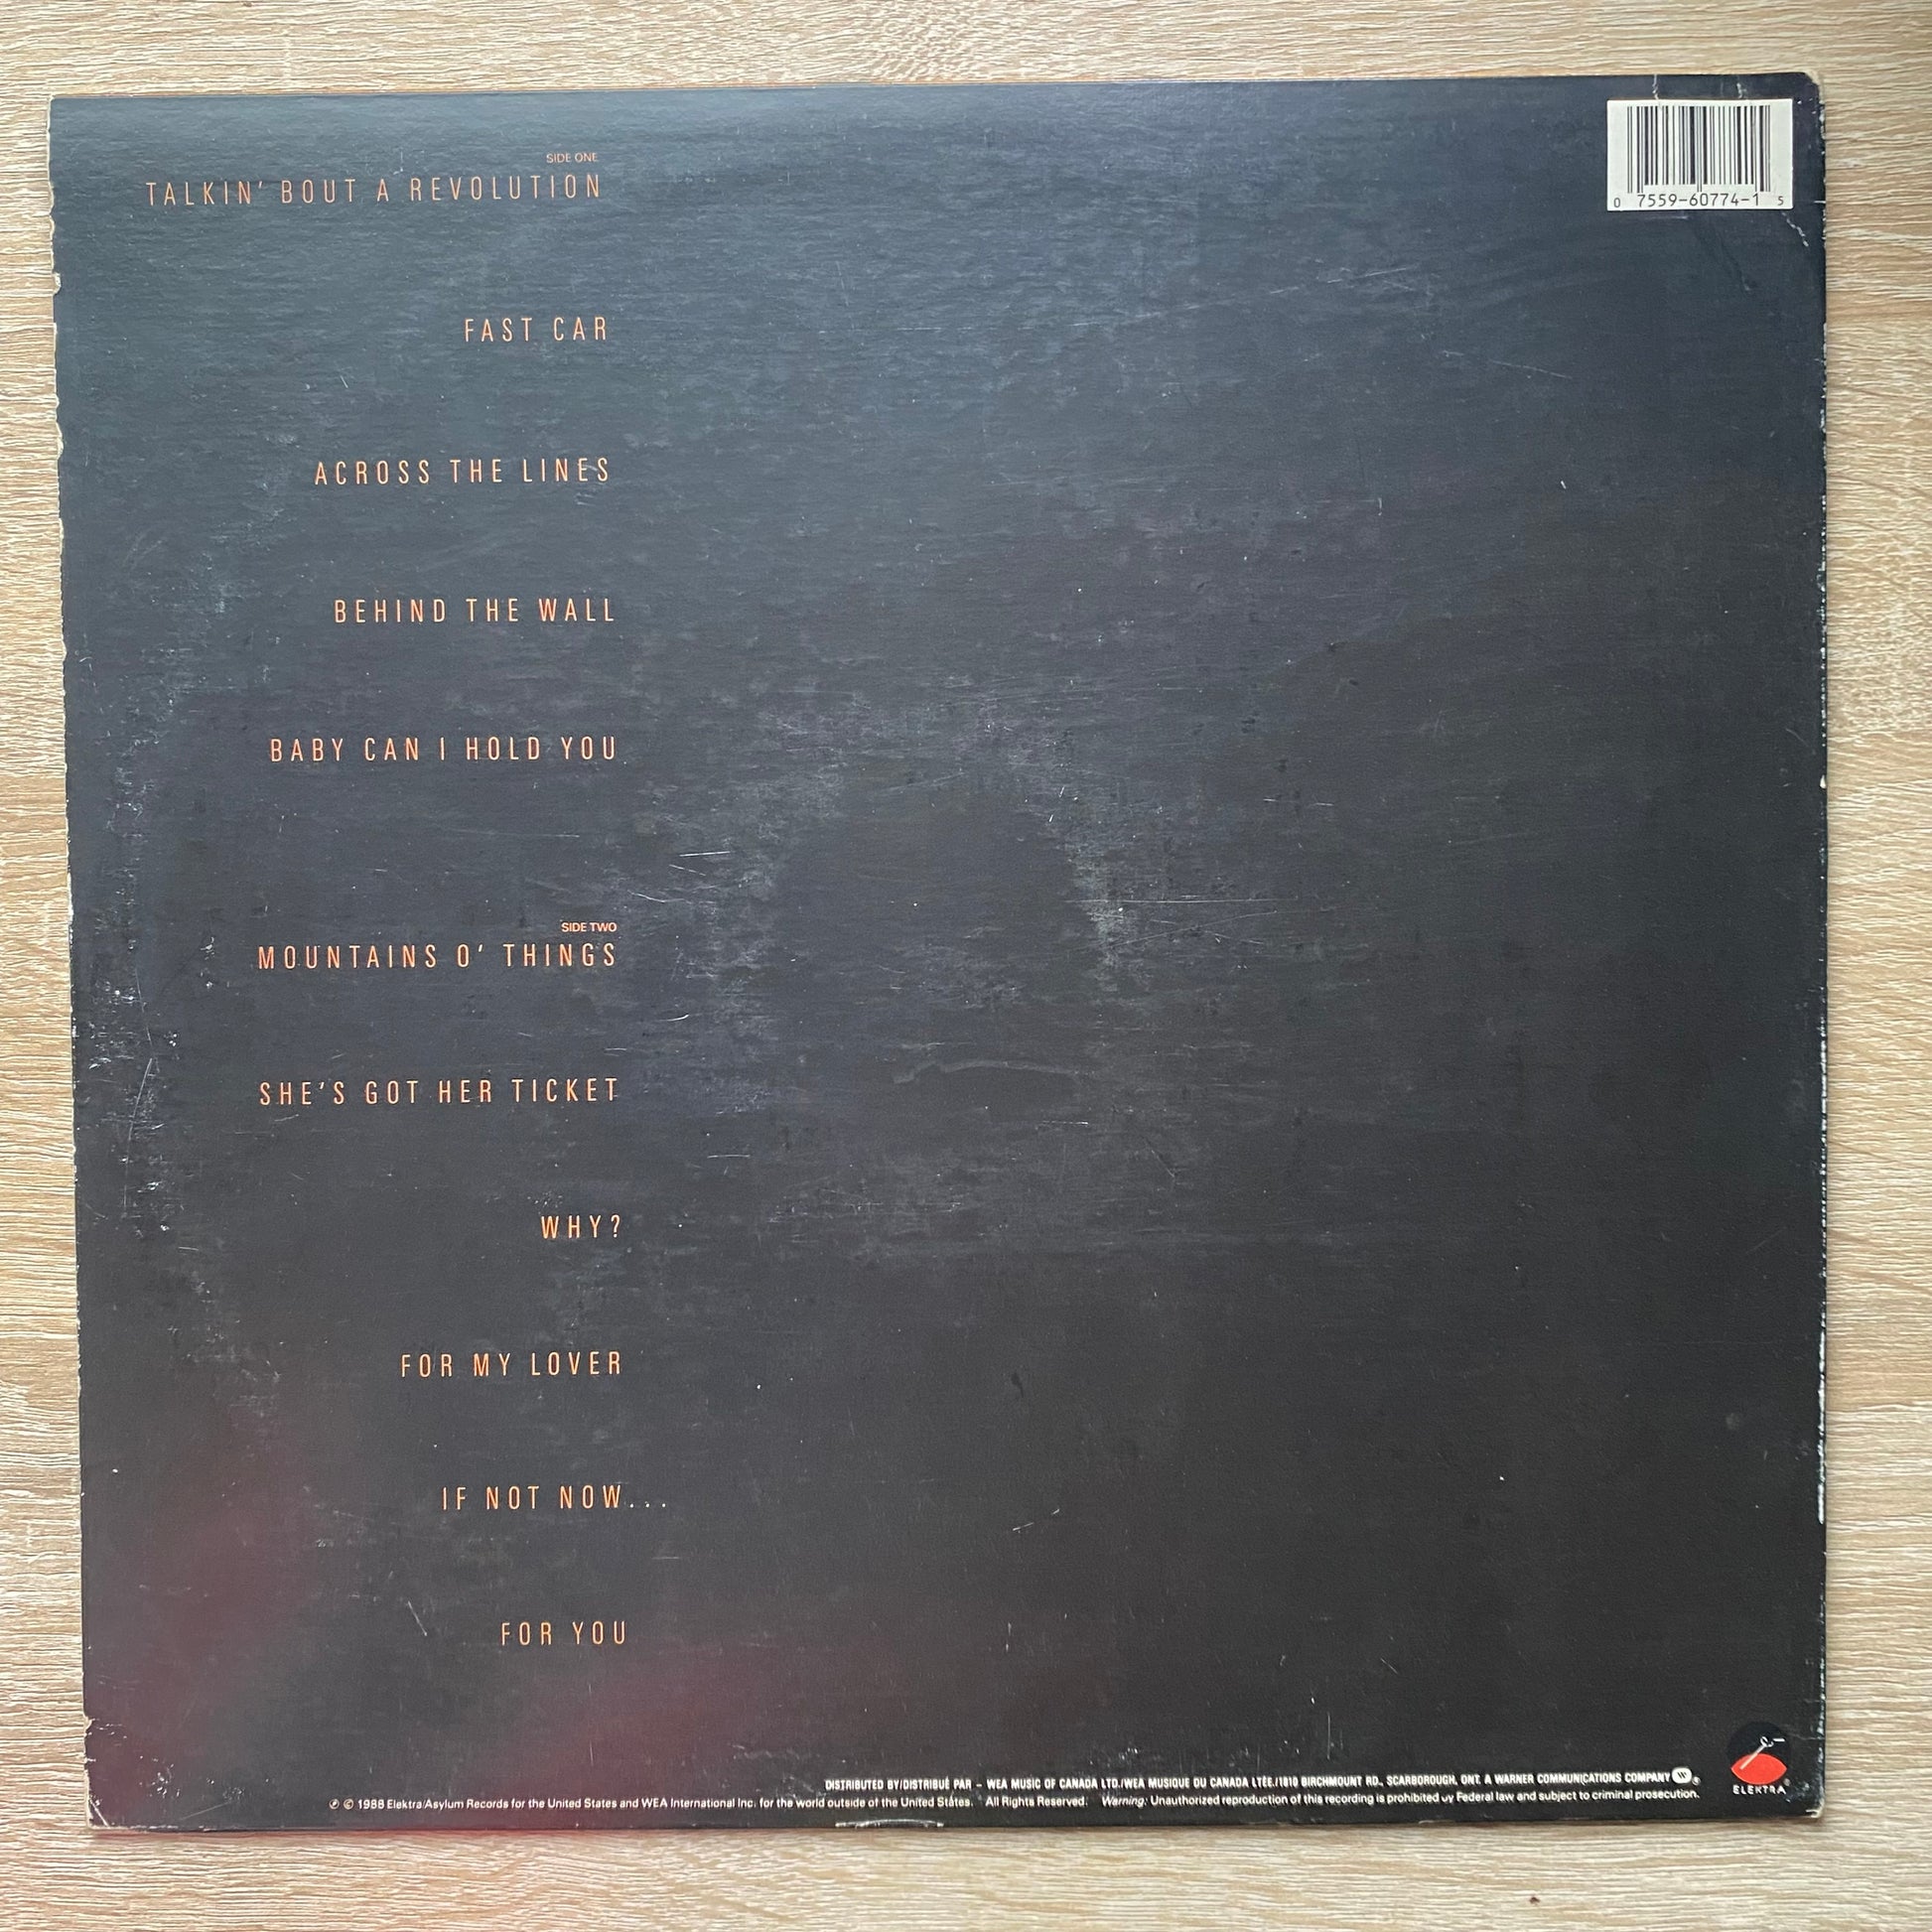 0 7559-60774-1 5
SIDE ONE
TALKIN' BOUT A REVOLUTION
FAST CAR
ACROSS THE LINES
BEHIND THE WALL
BABY CAN I HOLD YOU
SIDE TWO
MOUNTAINS O' THINGS
SHE'S GOT HER TICKET
WHY?
FOR MY LOVER
IF NOT NOW...
FOR YOU
DISTRIBUTED BY/DISTRIBUÉ PAR – WEA MUSIC OF CANADA LTD./WEA MUSIQUE DU CANADA LTÉE./1810 BIRCHMOUNT RD., SCARBOROUGH, ONT. A WARNER COMMUNICATIONS COMPANY
℗ © 1988 Elektra/Asylum Records for the United States and WEA International Inc. for the world outside of the United States. All Rights Reserved. Warning: Unauthorized reproduction of this recording is prohibited by Federal law and subject to criminal prosecution.
ELEKTRA